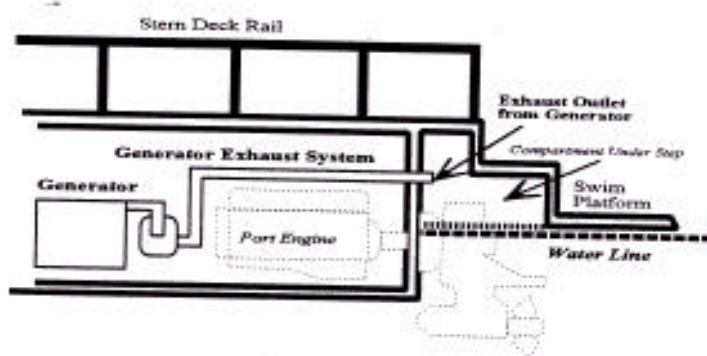 Stern Deck Rail
Exhaust Outlet
from Generator
Compartment Under Step
Generator Exhaust System
Generator
Swim
Platform
Port Engine
Water Line